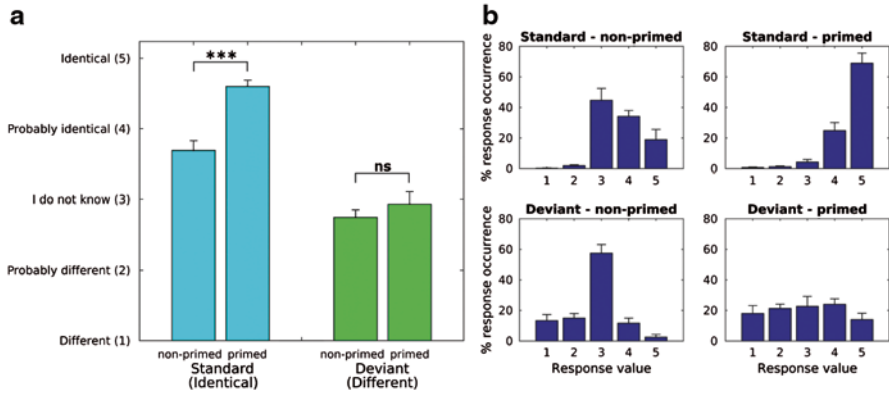 a
Identical (5)
Probably identical (4)
I do not know (3)
Probably different (2)
Different (1)
***
ns
non-primed primed
non-primed primed
Standard
(Identical)
Deviant
(Different)
b
Standard - non-primed
% response occurrence
80
60
40
20
0
1 2 3 4 5
Standard - primed
80
60
40
20
0
1 2 3 4 5
Deviant - non-primed
% response occurrence
80
60
40
20
0
1 2 3 4 5
Response value
Deviant - primed
80
60
40
20
0
1 2 3 4 5
Response value